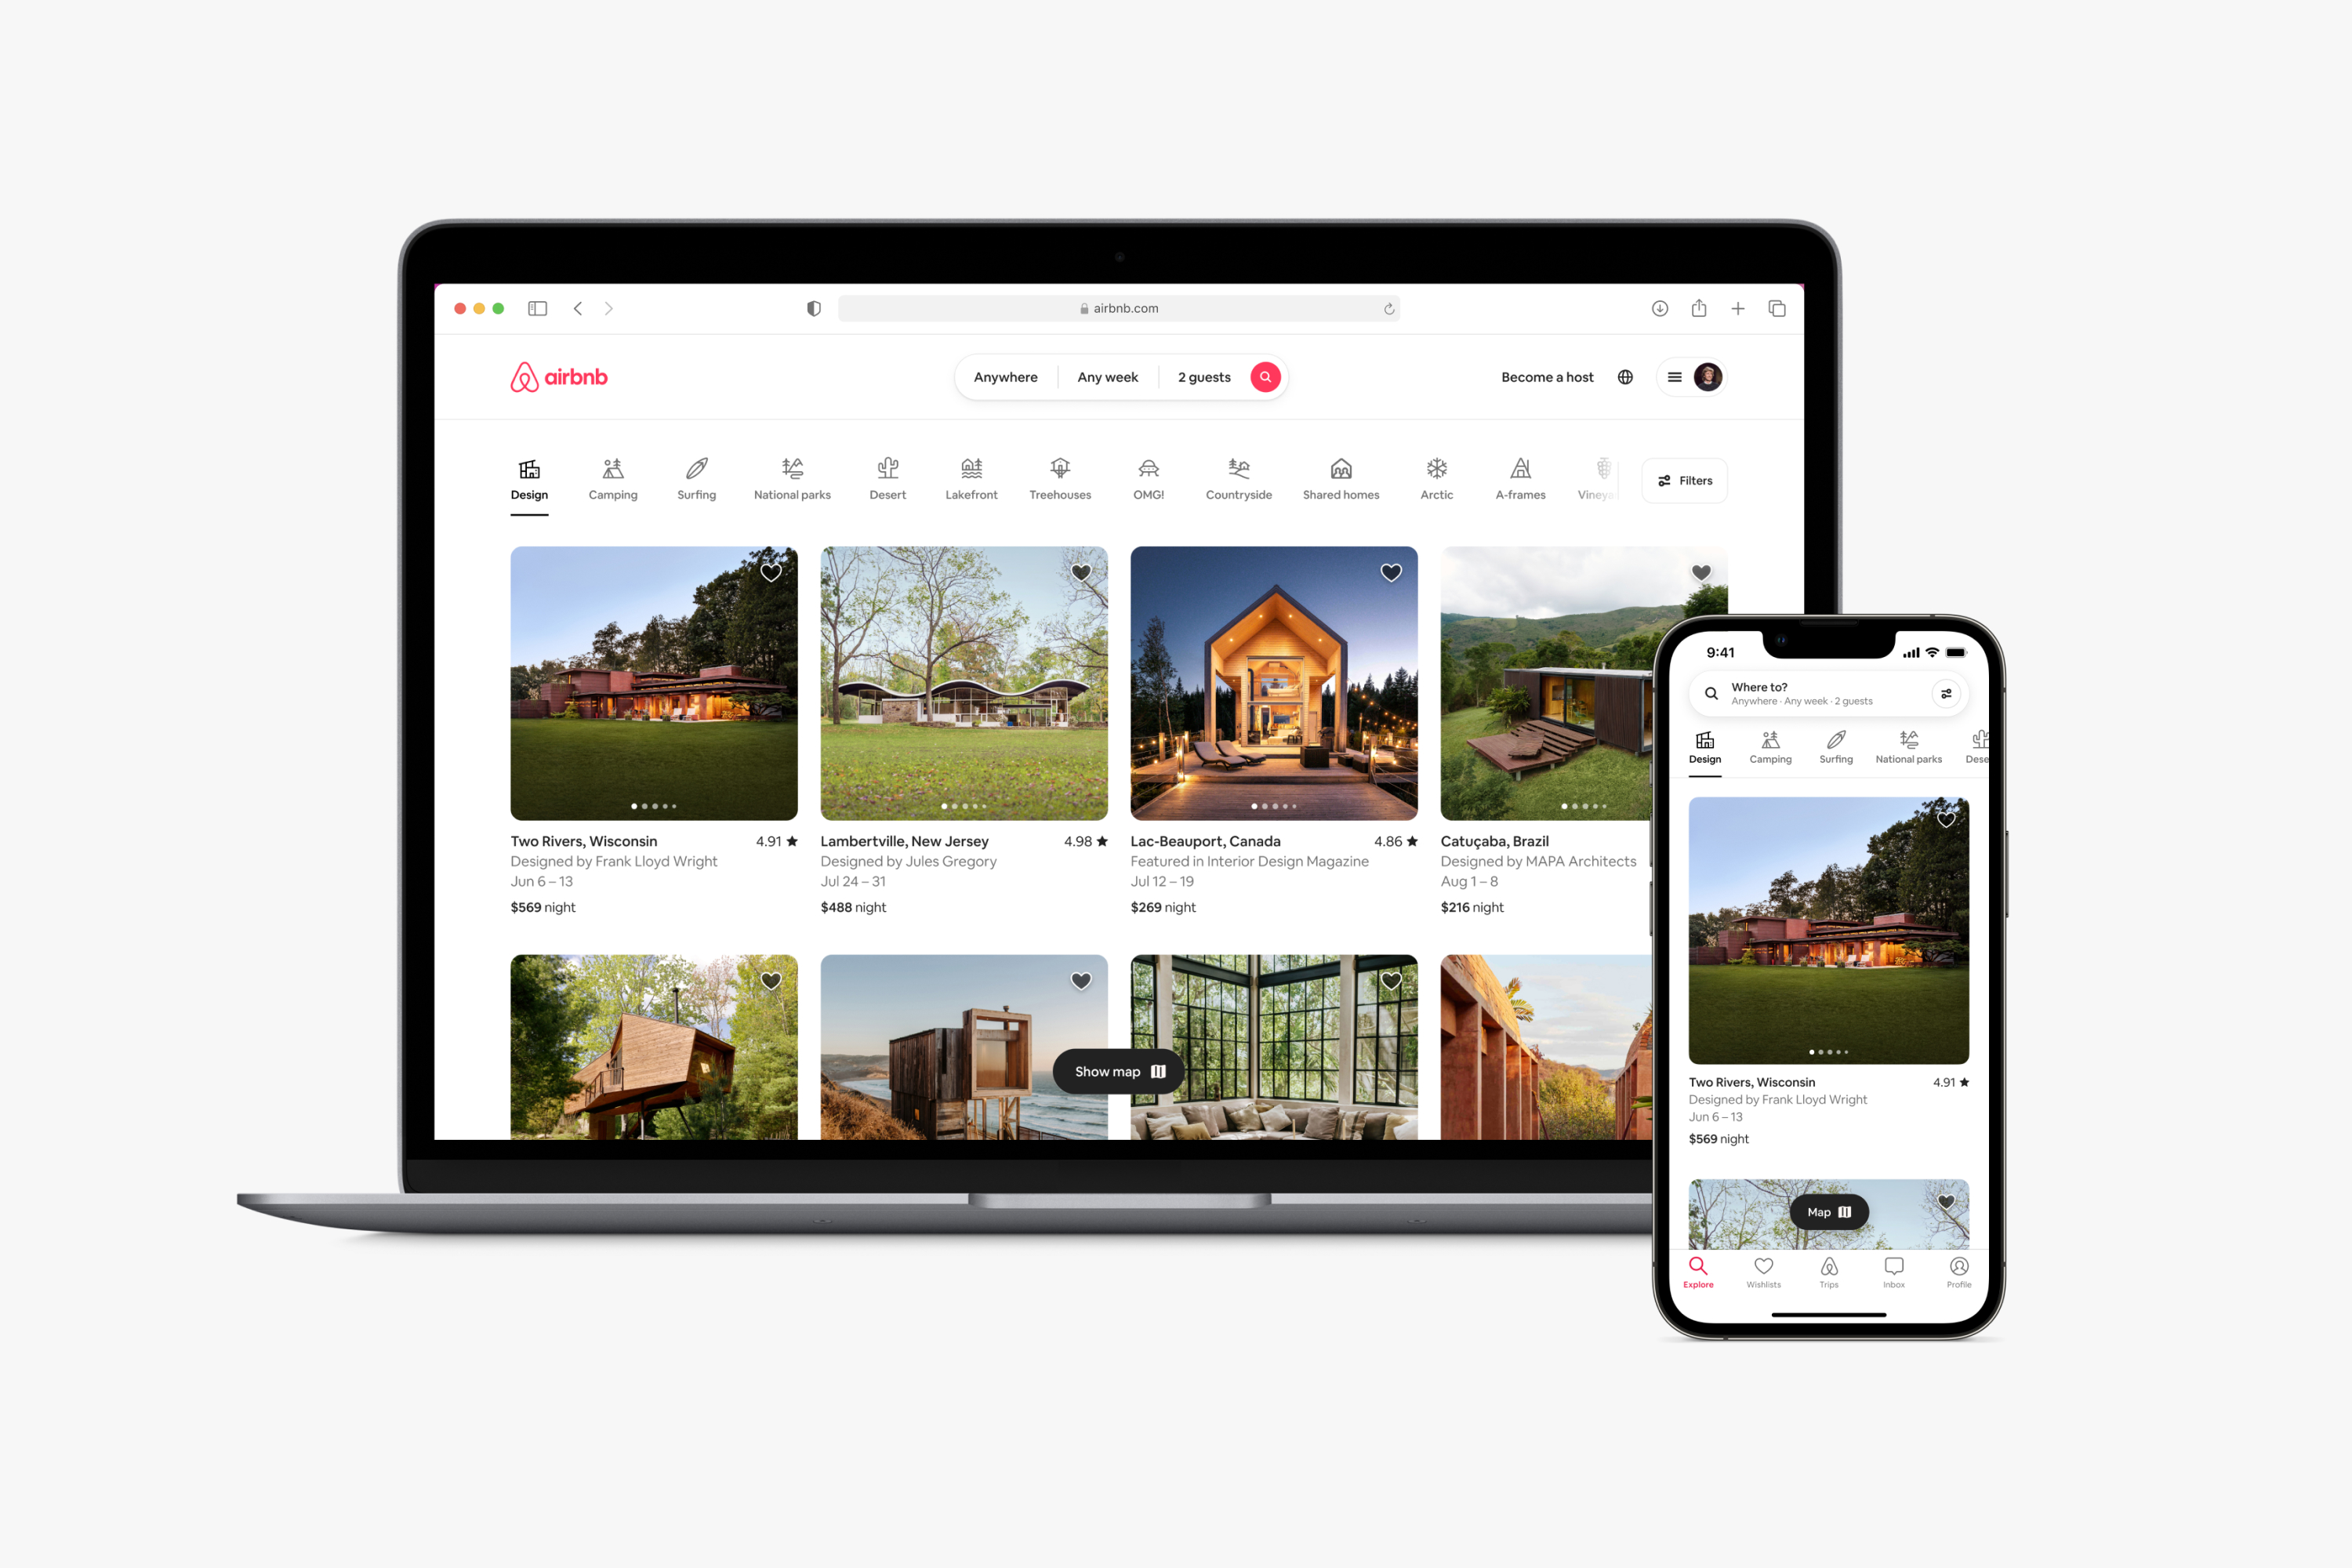 airbnb.com
airbnb
Anywhere
Any week
2 guests
Become a host
Design
Camping
Surfing
National parks
Desert
Lakefront
Treehouses
OMG!
Countryside
Shared homes
Arctic
A-frames
Vineya
Filters
Two Rivers, Wisconsin 4.91 ★
Designed by Frank Lloyd Wright
Jun 6 – 13
$569 night
Lambertville, New Jersey 4.98 ★
Designed by Jules Gregory
Jul 24 – 31
$488 night
Lac-Beauport, Canada 4.86 ★
Featured in Interior Design Magazine
Jul 12 – 19
$269 night
Catuçaba, Brazil
Designed by MAPA Architects
Aug 1 – 8
$216 night
Show map
9:41
Where to?
Anywhere · Any week · 2 guests
Design
Camping
Surfing
National parks
Dese
Two Rivers, Wisconsin 4.91 ★
Designed by Frank Lloyd Wright
Jun 6 – 13
$569 night
Map
Explore
Wishlists
Trips
Inbox
Profile